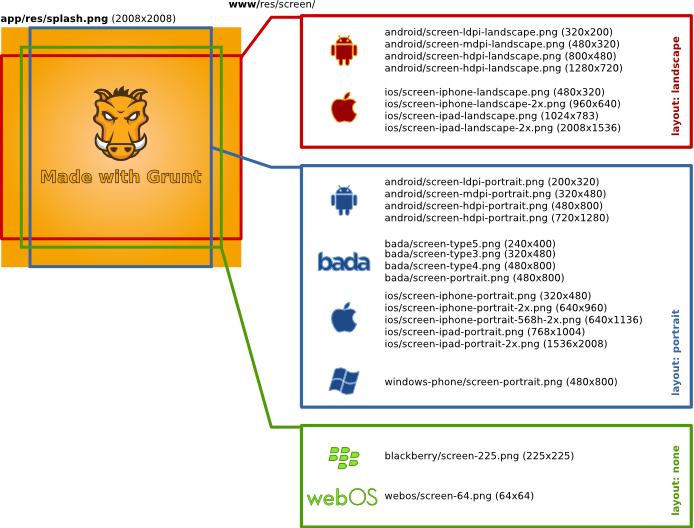 www/res/screen/
app/res/splash.png (2008x2008)
Made with Grunt
android/screen-ldpi-landscape.png (320x200)
android/screen-mdpi-landscape.png (480x320)
android/screen-hdpi-landscape.png (800x480)
android/screen-hdpi-landscape.png (1280x720)
ios/screen-iphone-landscape.png (480x320)
ios/screen-iphone-landscape-2x.png (960x640)
ios/screen-ipad-landscape.png (1024x783)
ios/screen-ipad-landscape-2x.png (2008x1536)
layout: landscape
android/screen-ldpi-portrait.png (200x320)
android/screen-mdpi-portrait.png (320x480)
android/screen-hdpi-portrait.png (480x800)
android/screen-hdpi-portrait.png (720x1280)
bada
bada/screen-type5.png (240x400)
bada/screen-type3.png (320x480)
bada/screen-type4.png (480x800)
bada/screen-portrait.png (480x800)
ios/screen-iphone-portrait.png (320x480)
ios/screen-iphone-portrait-2x.png (640x960)
ios/screen-iphone-portrait-568h-2x.png (640x1136)
ios/screen-ipad-portrait.png (768x1004)
ios/screen-ipad-portrait-2x.png (1536x2008)
windows-phone/screen-portrait.png (480x800)
layout: portrait
blackberry/screen-225.png (225x225)
webOS
webos/screen-64.png (64x64)
layout: none